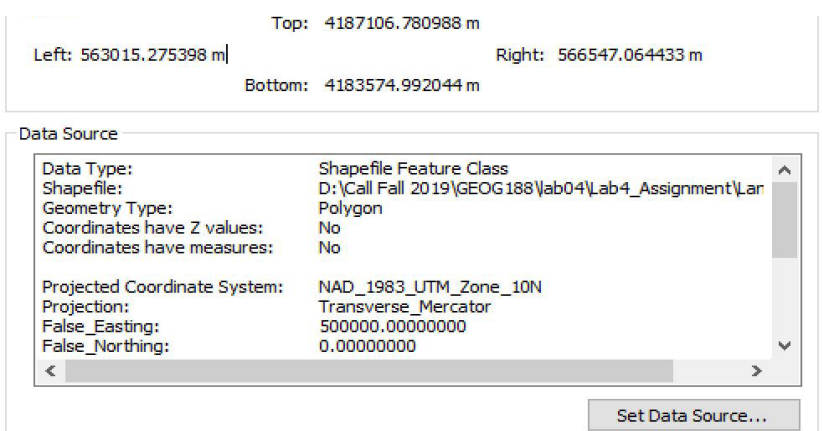 Top: 4187106.780988 m
Left: 563015.275398 m Right: 566547.064433 m
Bottom: 4183574.992044 m
Data Source
Data Type: Shapefile Feature Class
Shapefile: D:\Call Fall 2019\GEOG188\lab04\Lab4_Assignment\Lan
Geometry Type: Polygon
Coordinates have Z values: No
Coordinates have measures: No
Projected Coordinate System: NAD_1983_UTM_Zone_10N
Projection: Transverse_Mercator
False_Easting: 500000.00000000
False_Northing: 0.00000000
Set Data Source...